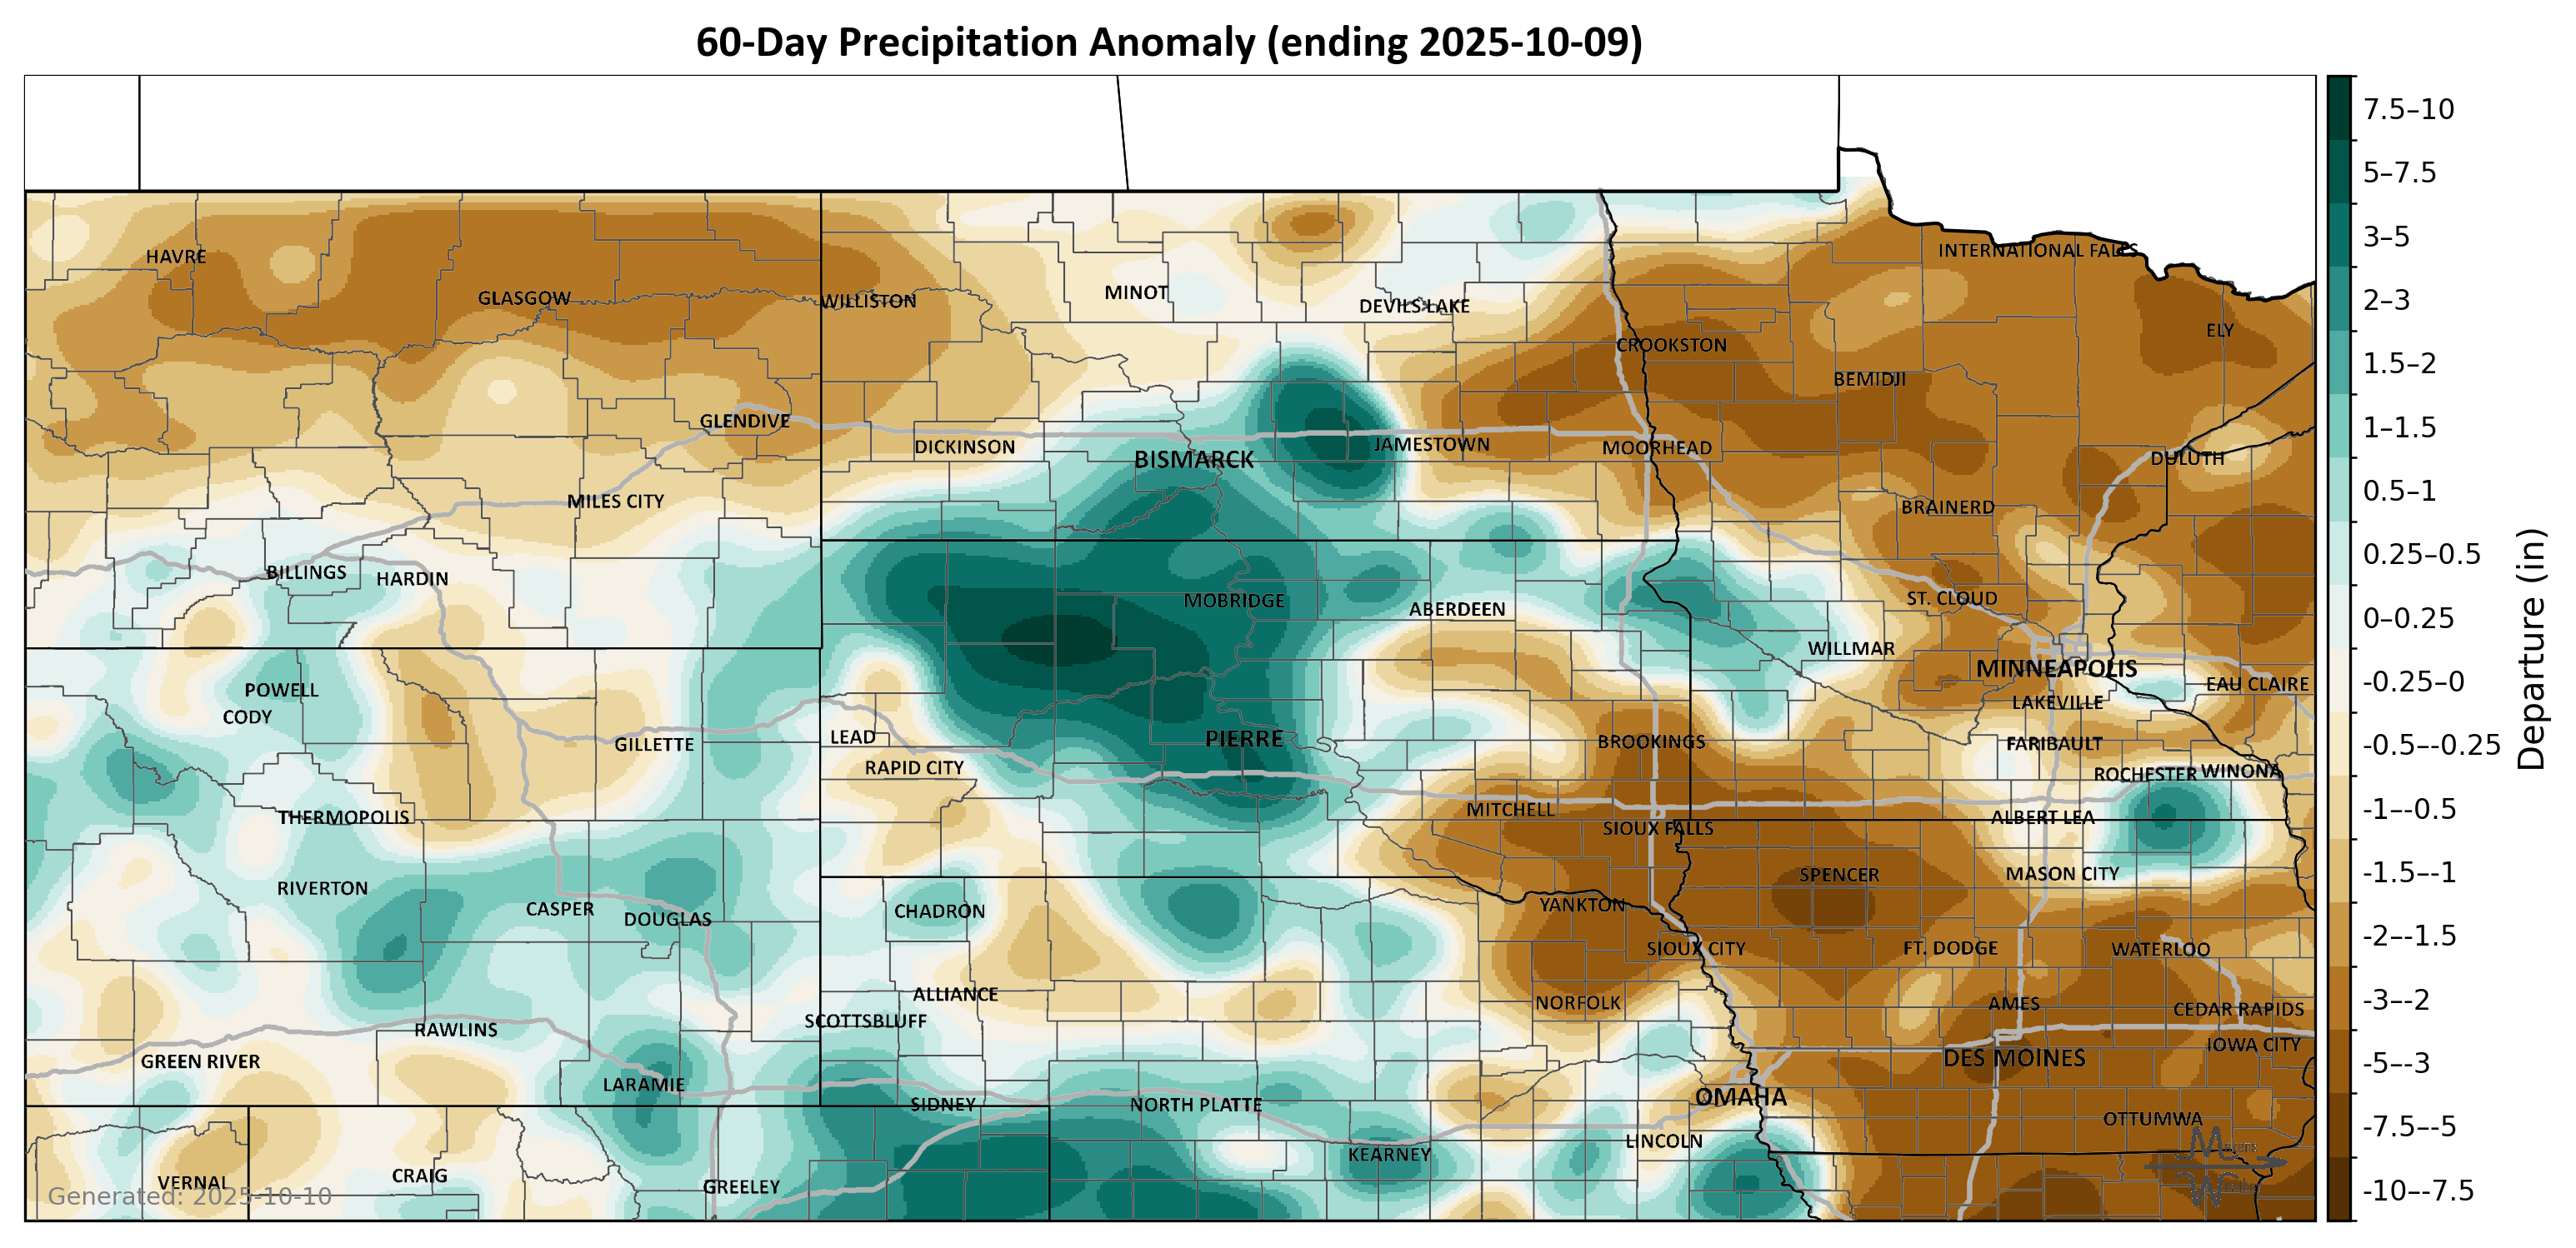 60-Day Precipitation Anomaly (ending 2025-10-09)
7.5–10
5–7.5
3–5
2–3
1.5–2
1–1.5
0.5–1
0.25–0.5
0–0.25
-0.25–0
-0.5–-0.25
-1–-0.5
-1.5–-1
-2–-1.5
-3–-2
-5–-3
-7.5–-5
-10–-7.5
Departure (in)
HAVRE
INTERNATIONAL FALLS
GLASGOW
WILLISTON
MINOT
DEVILS LAKE
ELY
CROOKSTON
BEMIDJI
GLENDIVE
DICKINSON
BISMARCK
JAMESTOWN
MOORHEAD
DULUTH
MILES CITY
BRAINERD
BILLINGS
HARDIN
MOBRIDGE
ABERDEEN
ST. CLOUD
WILLMAR
MINNEAPOLIS
POWELL
EAU CLAIRE
CODY
LAKEVILLE
GILLETTE
LEAD
PIERRE
BROOKINGS
FARIBAULT
RAPID CITY
ROCHESTER
WINONA
THERMOPOLIS
MITCHELL
ALBERT LEA
SIOUX FALLS
RIVERTON
SPENCER
MASON CITY
CASPER
DOUGLAS
CHADRON
YANKTON
SIOUX CITY
FT. DODGE
WATERLOO
ALLIANCE
NORFOLK
AMES
CEDAR RAPIDS
SCOTTSBLUFF
RAWLINS
IOWA CITY
GREEN RIVER
DES MOINES
LARAMIE
SIDNEY
NORTH PLATTE
OMAHA
OTTUMWA
LINCOLN
KEARNEY
VERNAL
CRAIG
GREELEY
Generated: 2025-10-10